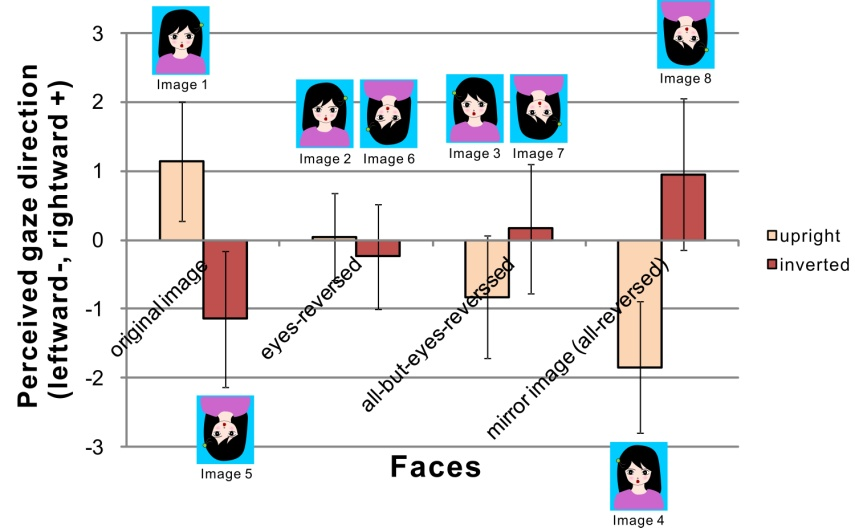 Image 1
Image 8
Image 2
Image 6
Image 3
Image 7
Perceived gaze direction
(leftward-, rightward +)
3
2
1
0
-1
-2
-3
upright
inverted
original image
eyes-reversed
all-but-eyes-reverssed
mirror image (all-reversed)
Image 5
Faces
Image 4